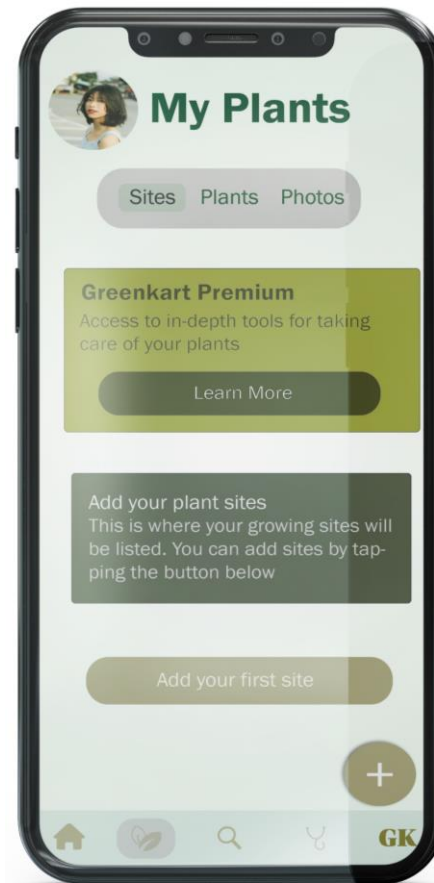 My Plants
Sites Plants Photos
Greenkart Premium
Access to in-depth tools for taking
care of your plants
Learn More
Add your plant sites
This is where your growing sites will
be listed. You can add sites by tap-
ping the button below
Add your first site
+
GK